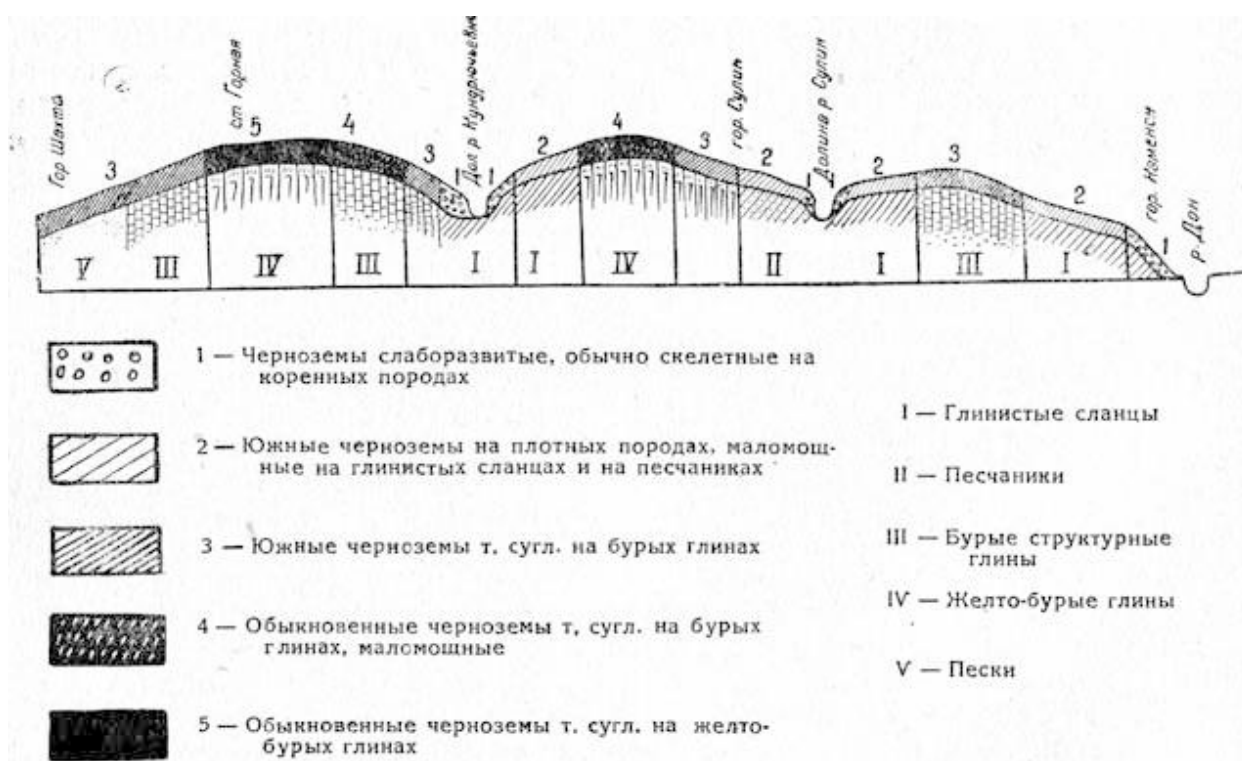 Гор Шахта
3
ст Горная
5
4
3
Дол р Кундрючьевки
1
1
2
4
3
гор. Сулин
2
1
Долина р Сулин
1
2
3
2
гор. Каменск
1
р Дон
V III IV III I I IV II I III I
1 — Черноземы слаборазвитые, обычно скелетные на
коренных породах
2 — Южные черноземы на плотных породах, маломощ-
ные на глинистых сланцах и на песчаниках
3 — Южные черноземы т. сугл. на бурых глинах
4 — Обыкновенные черноземы т, сугл. на бурых
глинах, маломощные
5 — Обыкновенные черноземы т. сугл. на желто-
бурых глинах
I — Глинистые сланцы
II — Песчаники
III — Бурые структурные
глины
IV — Желто-бурые глины
V — Пески